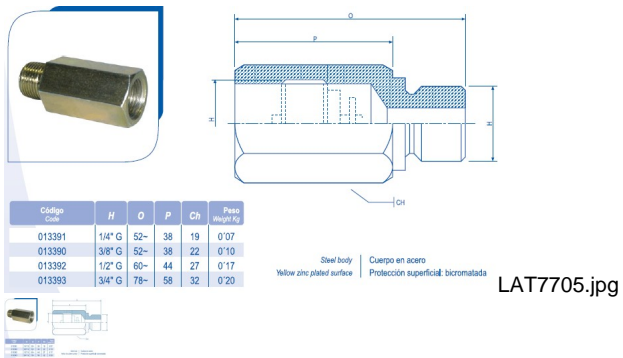 O
P
H
H
CH
Código Code H O P Ch Peso Weight Kg
013391 1/4" G 52~ 38 19 0´07
013390 3/8" G 52~ 38 22 0´10
013392 1/2" G 60~ 44 27 0´17
013393 3/4" G 78~ 58 32 0´20
Steel body Cuerpo en acero
Yellow zinc plated surface Protección superficial: bicromatada
LAT7705.jpg